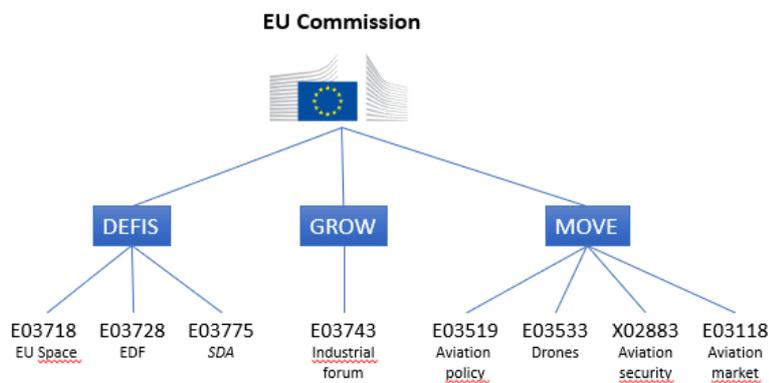 EU Commission
DEFIS
GROW
MOVE
E03718
EU Space
E03728
EDF
E03775
SDA
E03743
Industrial
forum
E03519
Aviation
policy
E03533
Drones
X02883
Aviation
security
E03118
Aviation
market